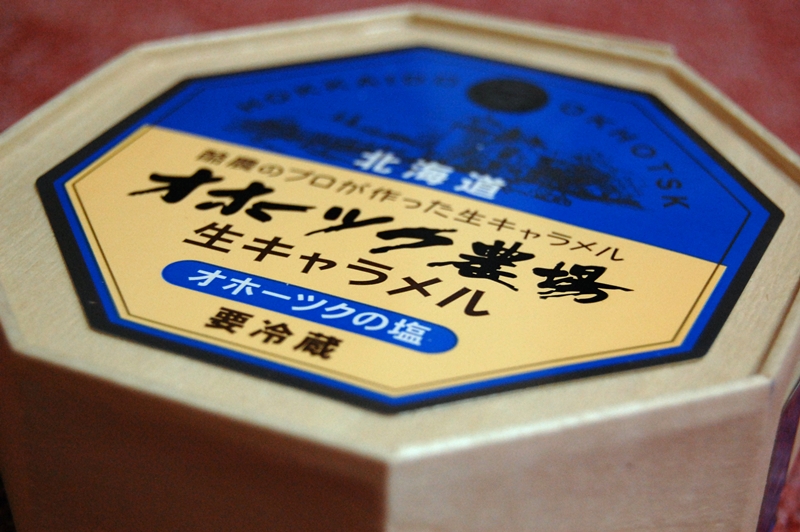 HOKKAIDO OKHOTSK
北海道
酪農のプロが作った生キャラメル
オホーツク農場
生キャラメル
オホーツクの塩
要冷蔵